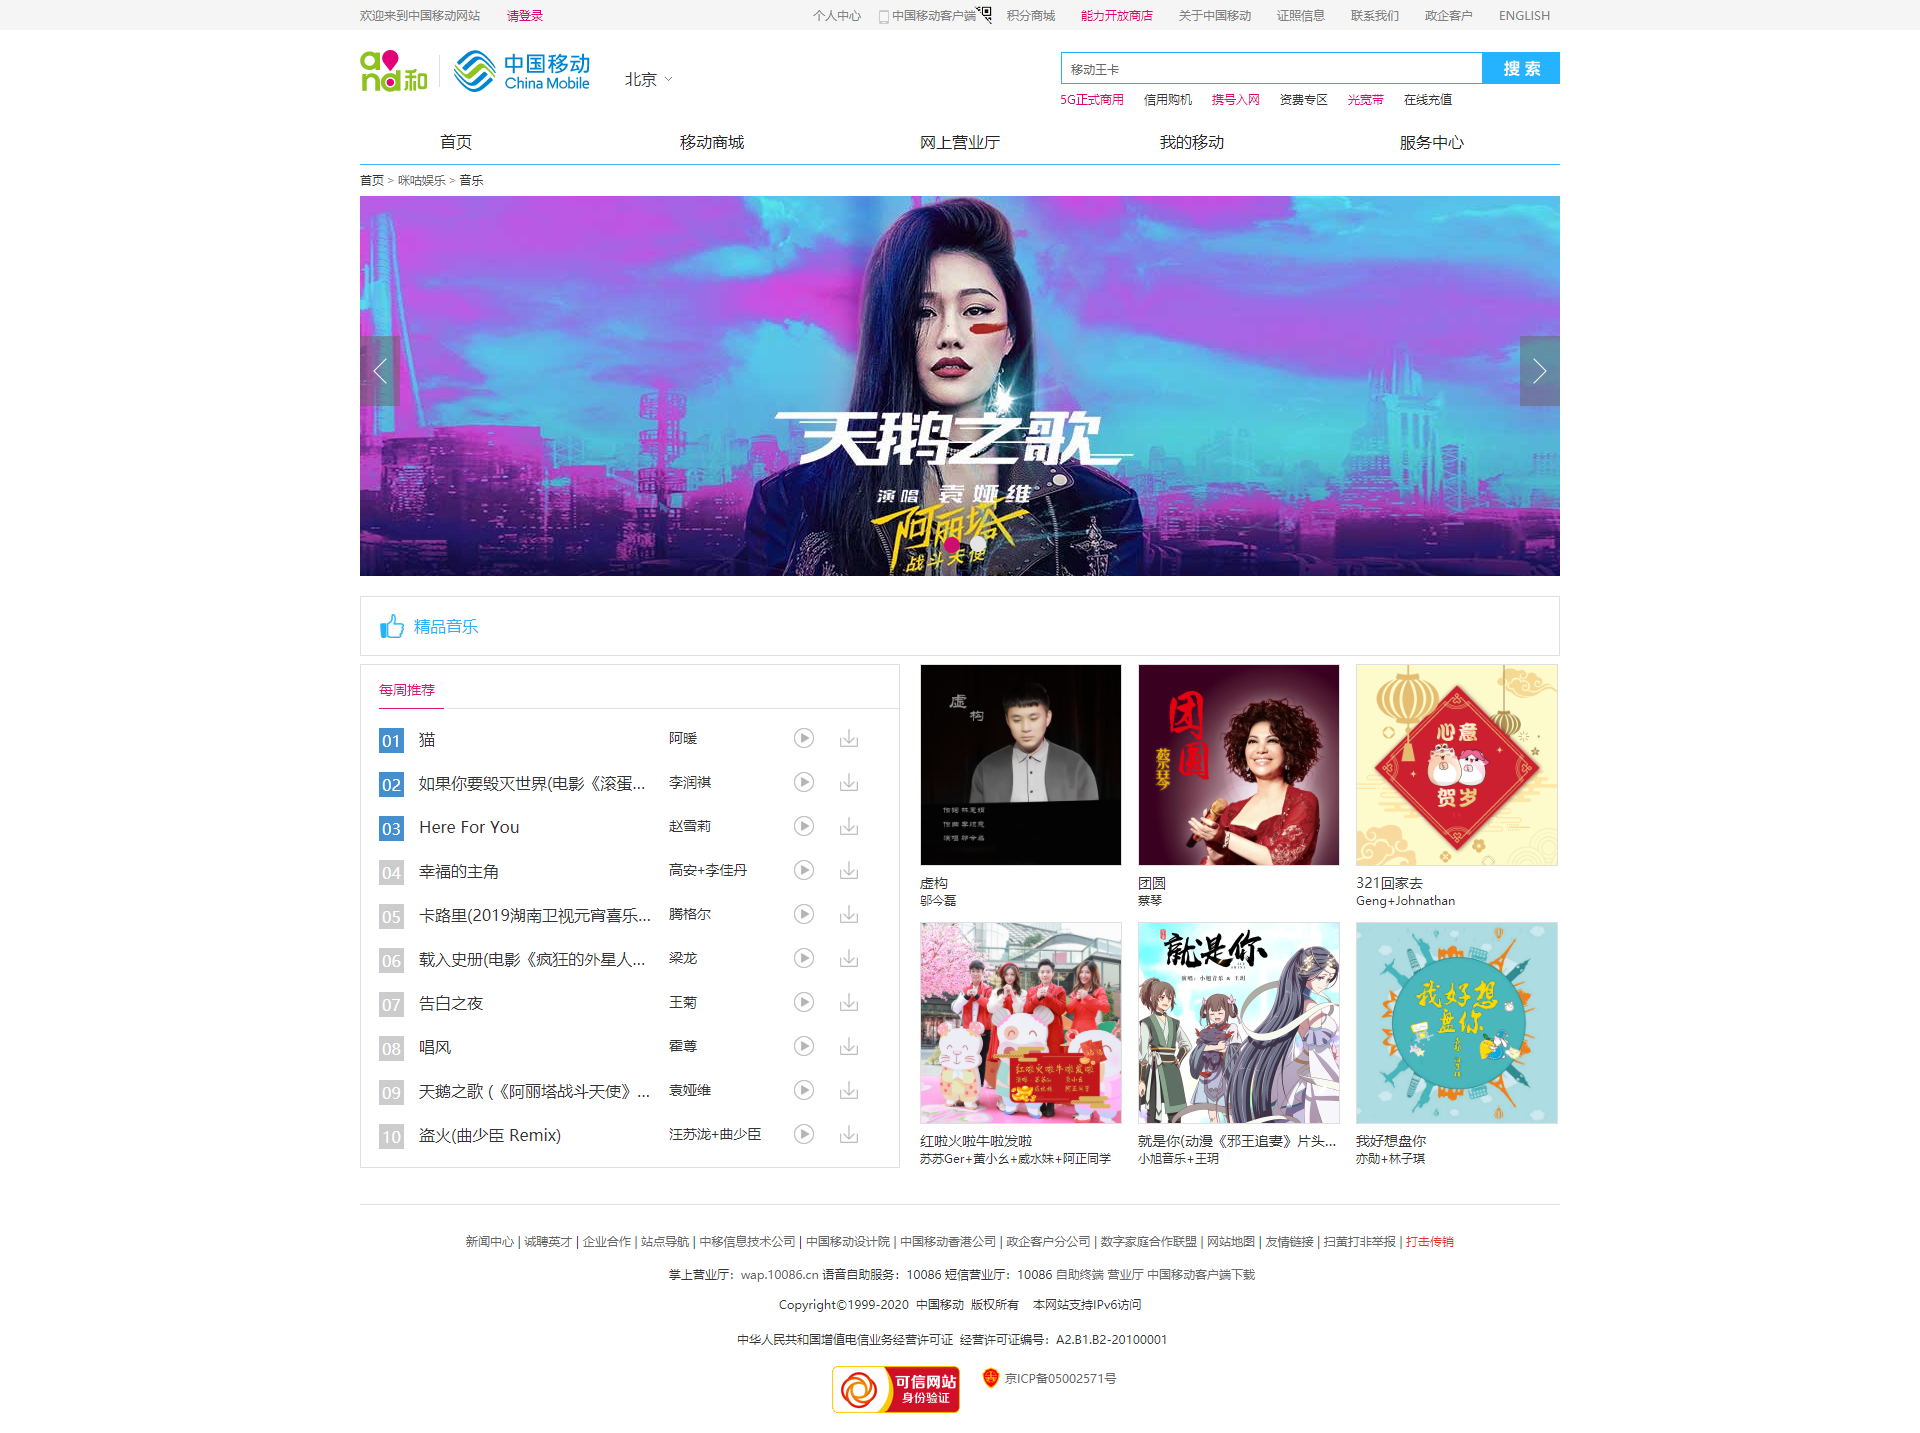 欢迎来到中国移动网站 请登录 个人中心 中国移动客户端 积分商城 能力开放商店 关于中国移动 证照信息 联系我们 政企客户 ENGLISH
and和 中国移动 China Mobile 北京
移动王卡 搜索
5G正式商用 信用购机 携号入网 资费专区 光宽带 在线充值
首页 移动商城 网上营业厅 我的移动 服务中心
首页 > 咪咕娱乐 > 音乐
天鹅之歌
演唱 袁娅维
阿丽塔
战斗天使
精品音乐
每周推荐
01 猫 阿暖
02 如果你要毁灭世界(电影《滚蛋... 李润祺
03 Here For You 赵雪莉
04 幸福的主角 高安+李佳丹
05 卡路里(2019湖南卫视元宵喜乐... 腾格尔
06 载入史册(电影《疯狂的外星人... 梁龙
07 告白之夜 王菊
08 唱风 霍尊
09 天鹅之歌 (《阿丽塔战斗天使》... 袁娅维
10 盗火(曲少臣 Remix) 汪苏泷+曲少臣
虚构
团圆
蔡琴
心意
贺岁
虚构 团圆 321回家去
邬今磊 蔡琴 Geng+Johnathan
红啦火啦牛啦发啦
就是你
演唱：小旭音乐 & 王玥
我好想
盘你
红啦火啦牛啦发啦 就是你(动漫《邪王追妻》片头... 我好想盘你
苏苏Ger+黄小幺+威水妹+阿正同学 小旭音乐+王玥 亦勋+林子琪
新闻中心 | 诚聘英才 | 企业合作 | 站点导航 | 中移信息技术公司 | 中国移动设计院 | 中国移动香港公司 | 政企客户分公司 | 数字家庭合作联盟 | 网站地图 | 友情链接 | 扫黄打非举报 | 打击传销
掌上营业厅：wap.10086.cn 语音自助服务：10086 短信营业厅：10086 自助终端 营业厅 中国移动客户端下载
Copyright©1999-2020 中国移动 版权所有 本网站支持IPv6访问
中华人民共和国增值电信业务经营许可证 经营许可证编号：A2.B1.B2-20100001
可信网站
身份验证
京ICP备05002571号